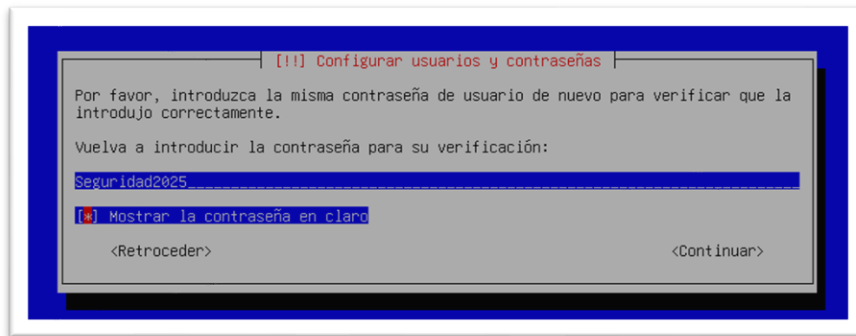 [!!] Configurar usuarios y contraseñas
Por favor, introduzca la misma contraseña de usuario de nuevo para verificar que la
introdujo correctamente.
Vuelva a introducir la contraseña para su verificación:
Seguridad2025
[*] Mostrar la contraseña en claro
<Retroceder> <Continuar>